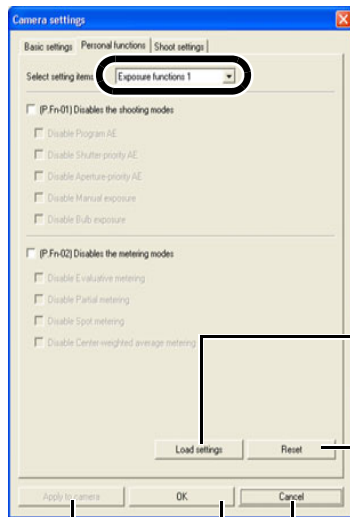 Camera settings
Basic settings Personal functions Shoot settings
Select setting items Exposure functions 1
(P.Fn-01) Disables the shooting modes
Disable Program AE
Disable Shutter-priority AE
Disable Aperture-priority AE
Disable Manual exposure
Disable Bulb exposure
(P.Fn-02) Disables the metering modes
Disable Evaluative metering
Disable Partial metering
Disable Spot metering
Disable Center-weighted average metering
Load settings Reset
Apply to camera OK Cancel